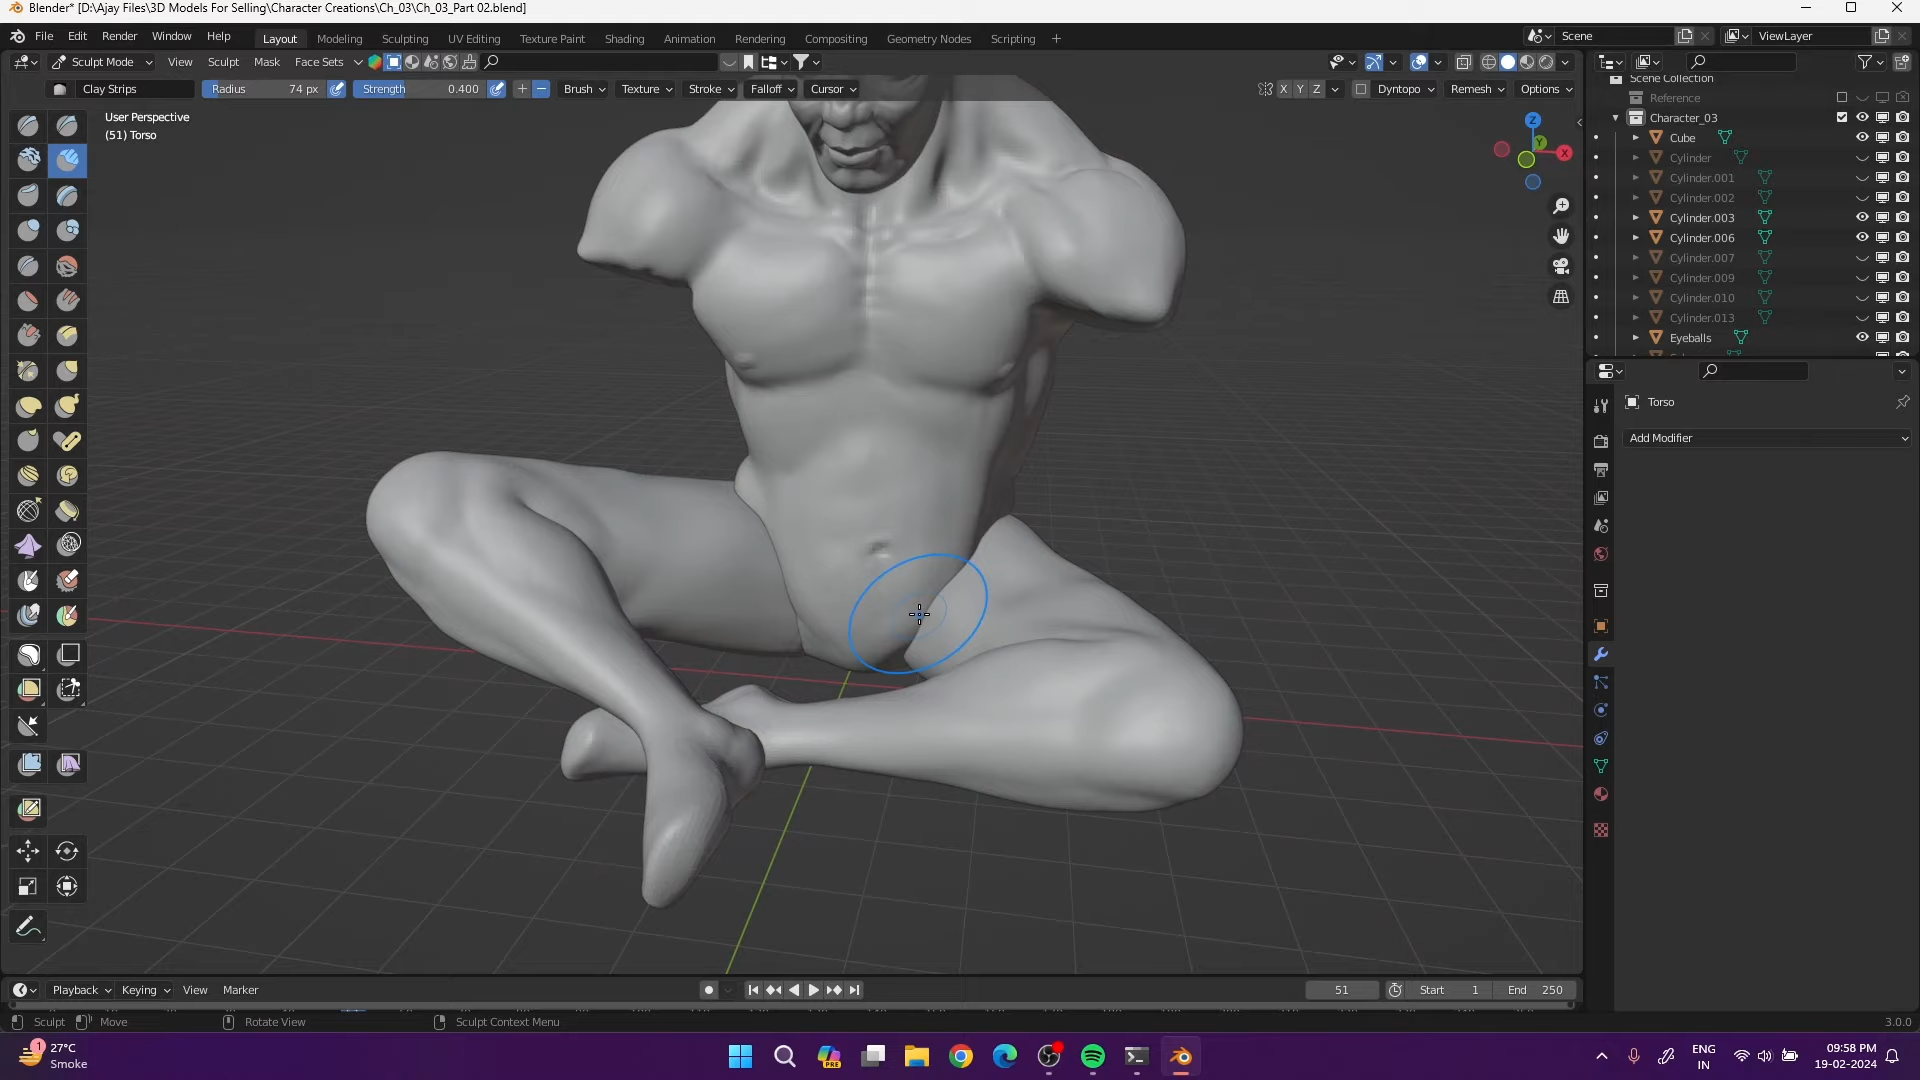 Blender* [D:\Ajay Files\3D Models For Selling\Character Creations\Ch_03\Ch_03_Part 02.blend]
File Edit Render Window Help Layout Modeling Sculpting UV Editing Texture Paint Shading Animation Rendering Compositing Geometry Nodes Scripting + Scene ViewLayer
Sculpt Mode View Sculpt Mask Face Sets
Clay Strips Radius 74 px Strength 0.400 Brush Texture Stroke Falloff Cursor X Y Z Dyntopo Remesh Options
User Perspective
(51) Torso
Z
Y
X
Scene Collection
Reference
Character_03
Cube
Cylinder
Cylinder.001
Cylinder.002
Cylinder.003
Cylinder.006
Cylinder.007
Cylinder.009
Cylinder.010
Cylinder.013
Eyeballs
Torso
Add Modifier
Playback Keying View Marker 51 Start 1 End 250
Sculpt Move Rotate View Sculpt Context Menu 3.0.0
1
27°C
Smoke
PRE
ENG
IN
09:58 PM
19-02-2024